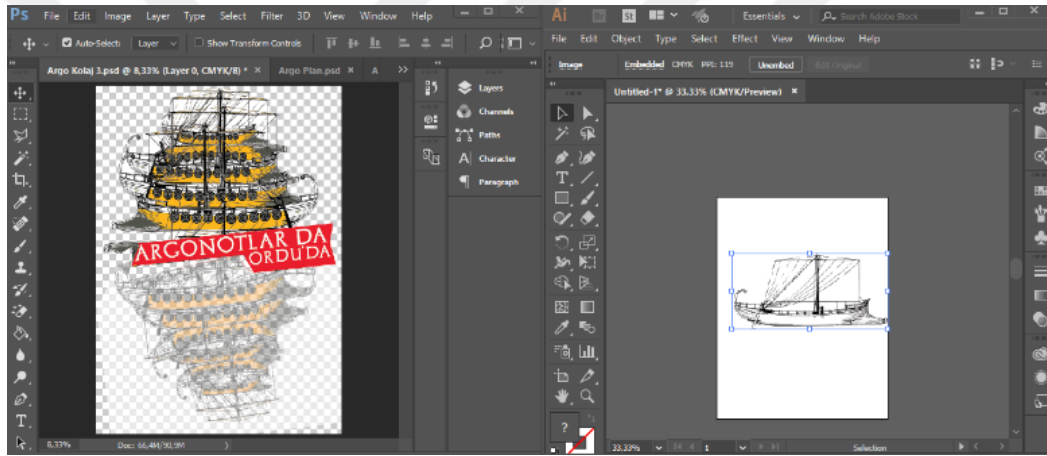 Ps File Edit Image Layer Type Select Filter 3D View Window Help
Auto-Select: Layer Show Transform Controls
Argo Kolaj 3.psd @ 8,33% (Layer 0, CMYK/8) * × Argo Plan.psd × A >>
Layers
Channels
Paths
A Character
Paragraph
ARGONOTLAR DA
ORDU'DA
8,33% Doc: 66,4M/90,9M
Ai Br St Essentials Search Adobe Stock
File Edit Object Type Select Effect View Window Help
Image Embedded CMYK PPI: 119 Unembed Edit Original
Untitled-1* @ 33.33% (CMYK/Preview) ×
T
?
33,33% 1 Selection
T